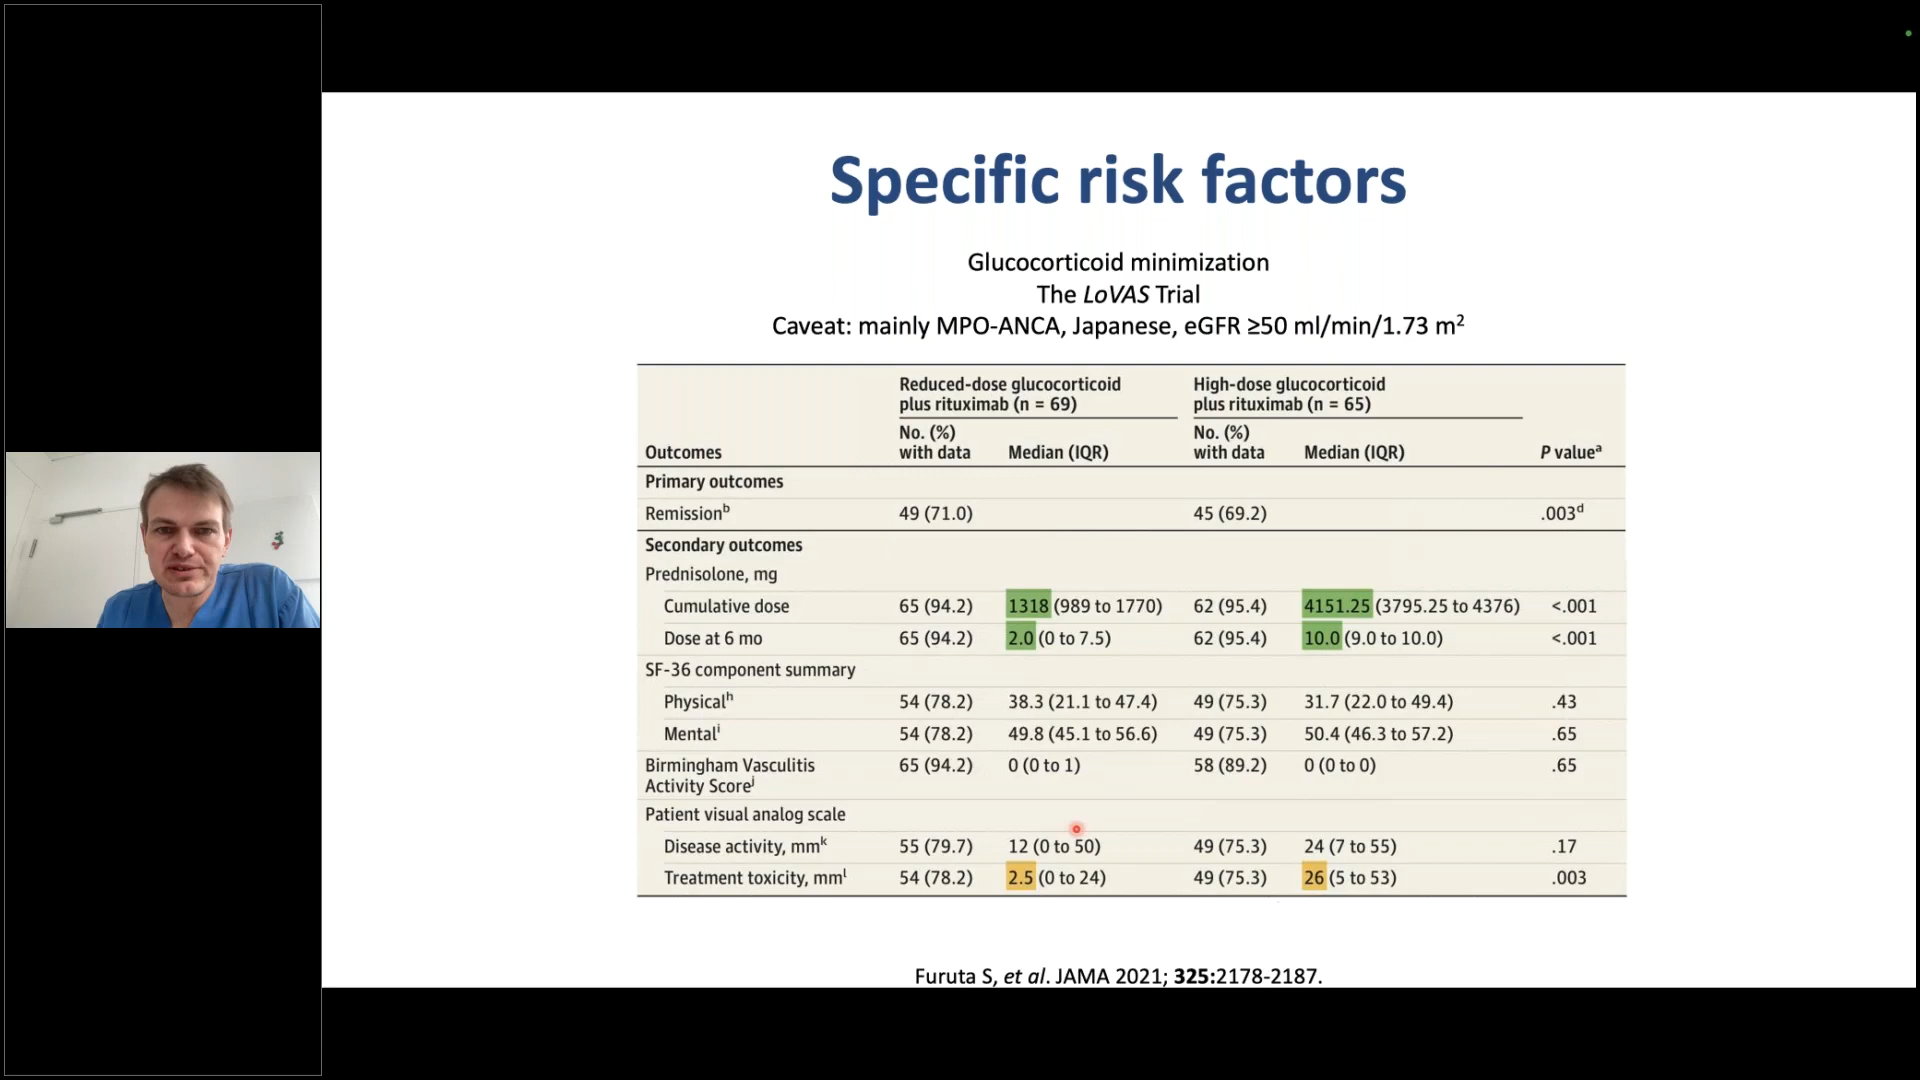 Specific risk factors
Glucocorticoid minimization
The LoVAS Trial
Caveat: mainly MPO-ANCA, Japanese, eGFR ≥50 ml/min/1.73 m²
Reduced-dose glucocorticoid plus rituximab (n = 69) High-dose glucocorticoid plus rituximab (n = 65)
Outcomes No. (%) with data Median (IQR) No. (%) with data Median (IQR) P valueᵃ
Primary outcomes
Remissionᵇ 49 (71.0) 45 (69.2) .003ᵈ
Secondary outcomes
Prednisolone, mg
Cumulative dose 65 (94.2) 1318 (989 to 1770) 62 (95.4) 4151.25 (3795.25 to 4376) <.001
Dose at 6 mo 65 (94.2) 2.0 (0 to 7.5) 62 (95.4) 10.0 (9.0 to 10.0) <.001
SF-36 component summary
Physicalʰ 54 (78.2) 38.3 (21.1 to 47.4) 49 (75.3) 31.7 (22.0 to 49.4) .43
Mentalⁱ 54 (78.2) 49.8 (45.1 to 56.6) 49 (75.3) 50.4 (46.3 to 57.2) .65
Birmingham Vasculitis Activity Scoreʲ 65 (94.2) 0 (0 to 1) 58 (89.2) 0 (0 to 0) .65
Patient visual analog scale
Disease activity, mmᵏ 55 (79.7) 12 (0 to 50) 49 (75.3) 24 (7 to 55) .17
Treatment toxicity, mmˡ 54 (78.2) 2.5 (0 to 24) 49 (75.3) 26 (5 to 53) .003
Furuta S, et al. JAMA 2021; 325:2178-2187.